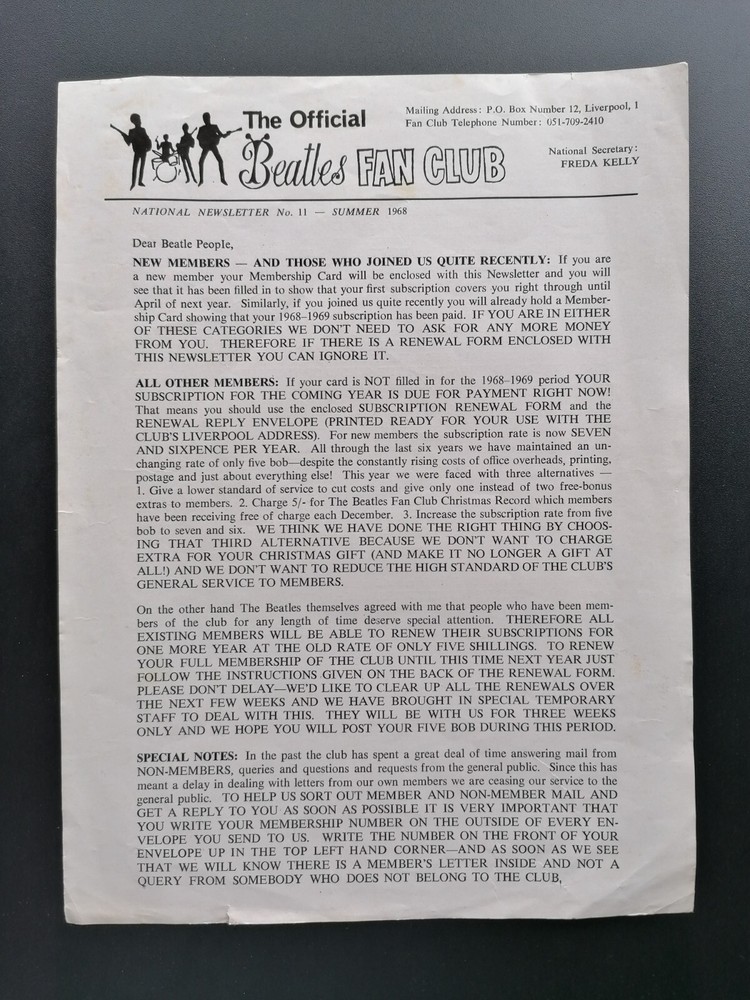 The Official
Beatles FAN CLUB
Mailing Address: P.O. Box Number 12, Liverpool, 1
Fan Club Telephone Number: 051-709-2410
National Secretary:
FREDA KELLY
NATIONAL NEWSLETTER No. 11 — SUMMER 1968
Dear Beatle People,
NEW MEMBERS — AND THOSE WHO JOINED US QUITE RECENTLY: If you are
a new member your Membership Card will be enclosed with this Newsletter and you will
see that it has been filled in to show that your first subscription covers you right through until
April of next year. Similarly, if you joined us quite recently you will already hold a Member-
ship Card showing that your 1968–1969 subscription has been paid. IF YOU ARE IN EITHER
OF THESE CATEGORIES WE DON'T NEED TO ASK FOR ANY MORE MONEY
FROM YOU. THEREFORE IF THERE IS A RENEWAL FORM ENCLOSED WITH
THIS NEWSLETTER YOU CAN IGNORE IT.
ALL OTHER MEMBERS: If your card is NOT filled in for the 1968–1969 period YOUR
SUBSCRIPTION FOR THE COMING YEAR IS DUE FOR PAYMENT RIGHT NOW!
That means you should use the enclosed SUBSCRIPTION RENEWAL FORM and the
RENEWAL REPLY ENVELOPE (PRINTED READY FOR YOUR USE WITH THE
CLUB'S LIVERPOOL ADDRESS). For new members the subscription rate is now SEVEN
AND SIXPENCE PER YEAR. All through the last six years we have maintained an un-
changing rate of only five bob—despite the constantly rising costs of office overheads, printing,
postage and just about everything else! This year we were faced with three alternatives —
1. Give a lower standard of service to cut costs and give only one instead of two free-bonus
extras to members. 2. Charge 5/- for The Beatles Fan Club Christmas Record which members
have been receiving free of charge each December. 3. Increase the subscription rate from five
bob to seven and six. WE THINK WE HAVE DONE THE RIGHT THING BY CHOOS-
ING THAT THIRD ALTERNATIVE BECAUSE WE DON'T WANT TO CHARGE
EXTRA FOR YOUR CHRISTMAS GIFT (AND MAKE IT NO LONGER A GIFT AT
ALL!) AND WE DON'T WANT TO REDUCE THE HIGH STANDARD OF THE CLUB'S
GENERAL SERVICE TO MEMBERS.
On the other hand The Beatles themselves agreed with me that people who have been mem-
bers of the club for any length of time deserve special attention. THEREFORE ALL
EXISTING MEMBERS WILL BE ABLE TO RENEW THEIR SUBSCRIPTIONS FOR
ONE MORE YEAR AT THE OLD RATE OF ONLY FIVE SHILLINGS. TO RENEW
YOUR FULL MEMBERSHIP OF THE CLUB UNTIL THIS TIME NEXT YEAR JUST
FOLLOW THE INSTRUCTIONS GIVEN ON THE BACK OF THE RENEWAL FORM.
PLEASE DON'T DELAY—WE'D LIKE TO CLEAR UP ALL THE RENEWALS OVER
THE NEXT FEW WEEKS AND WE HAVE BROUGHT IN SPECIAL TEMPORARY
STAFF TO DEAL WITH THIS. THEY WILL BE WITH US FOR THREE WEEKS
ONLY AND WE HOPE YOU WILL POST YOUR FIVE BOB DURING THIS PERIOD.
SPECIAL NOTES: In the past the club has spent a great deal of time answering mail from
NON-MEMBERS, queries and questions and requests from the general public. Since this has
meant a delay in dealing with letters from our own members we are ceasing our service to the
general public. TO HELP US SORT OUT MEMBER AND NON-MEMBER MAIL AND
GET A REPLY TO YOU AS SOON AS POSSIBLE IT IS VERY IMPORTANT THAT
YOU WRITE YOUR MEMBERSHIP NUMBER ON THE OUTSIDE OF EVERY EN-
VELOPE YOU SEND TO US. WRITE THE NUMBER ON THE FRONT OF YOUR
ENVELOPE UP IN THE TOP LEFT HAND CORNER—AND AS SOON AS WE SEE
THAT WE WILL KNOW THERE IS A MEMBER'S LETTER INSIDE AND NOT A
QUERY FROM SOMEBODY WHO DOES NOT BELONG TO THE CLUB,